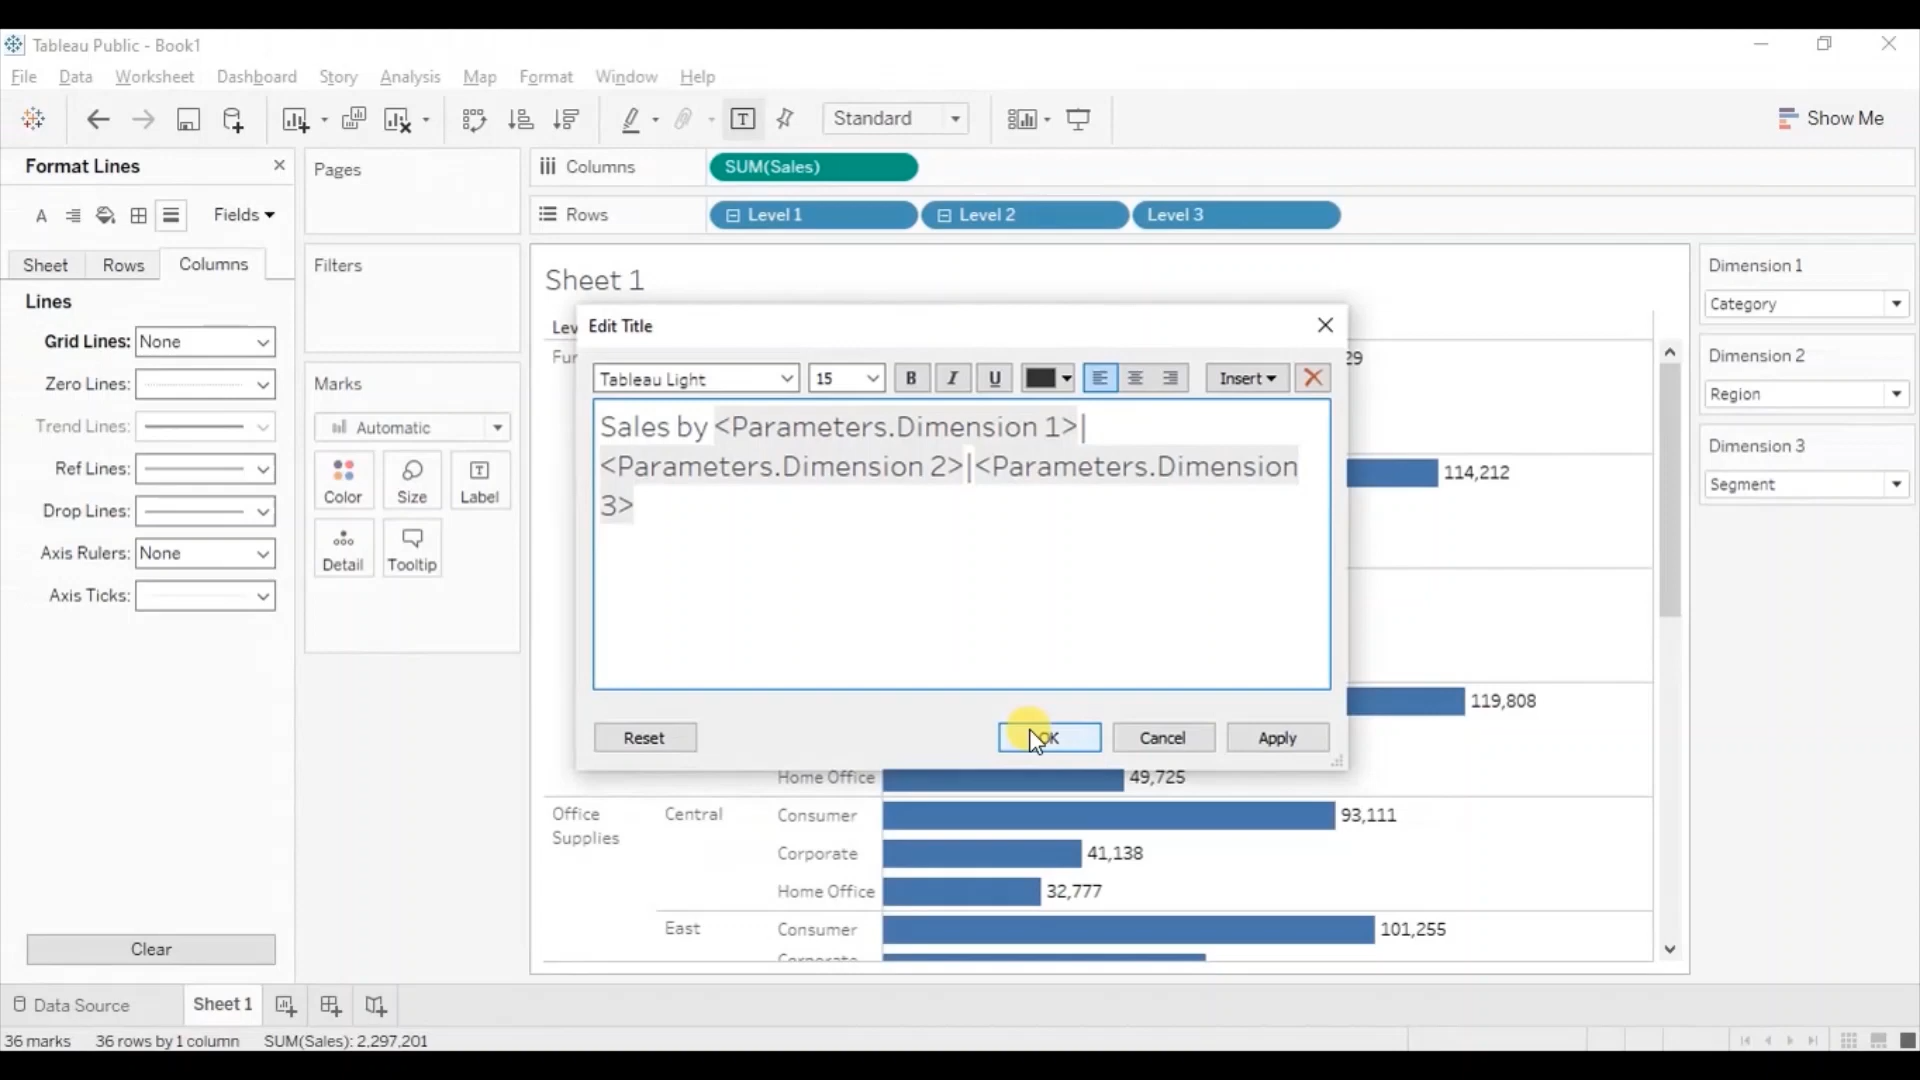 Tableau Public - Book1
File Data Worksheet Dashboard Story Analysis Map Format Window Help
Standard
Show Me
Format Lines
Fields
Sheet Rows Columns
Lines
Grid Lines: None
Zero Lines:
Trend Lines:
Ref Lines:
Drop Lines:
Axis Rulers: None
Axis Ticks:
Clear
Pages
Filters
Marks
Automatic
Color Size Label
Detail Tooltip
Columns SUM(Sales)
Rows Level 1 Level 2 Level 3
Sheet 1
Lev
Fur
29
Edit Title
Tableau Light 15 B I U Insert
Sales by <Parameters.Dimension 1>|
<Parameters.Dimension 2>|<Parameters.Dimension
3>
Reset OK Cancel Apply
114,212
119,808
Home Office 49,725
Office Supplies Central Consumer 93,111
Corporate 41,138
Home Office 32,777
East Consumer 101,255
Corporate
Dimension 1
Category
Dimension 2
Region
Dimension 3
Segment
Data Source Sheet 1
36 marks 36 rows by 1 column SUM(Sales): 2,297,201